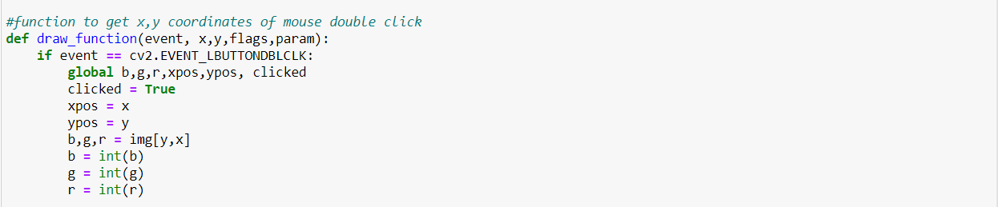 #function to get x,y coordinates of mouse double click
def draw_function(event, x,y,flags,param):
    if event == cv2.EVENT_LBUTTONDBLCLK:
        global b,g,r,xpos,ypos, clicked
        clicked = True
        xpos = x
        ypos = y
        b,g,r = img[y,x]
        b = int(b)
        g = int(g)
        r = int(r)